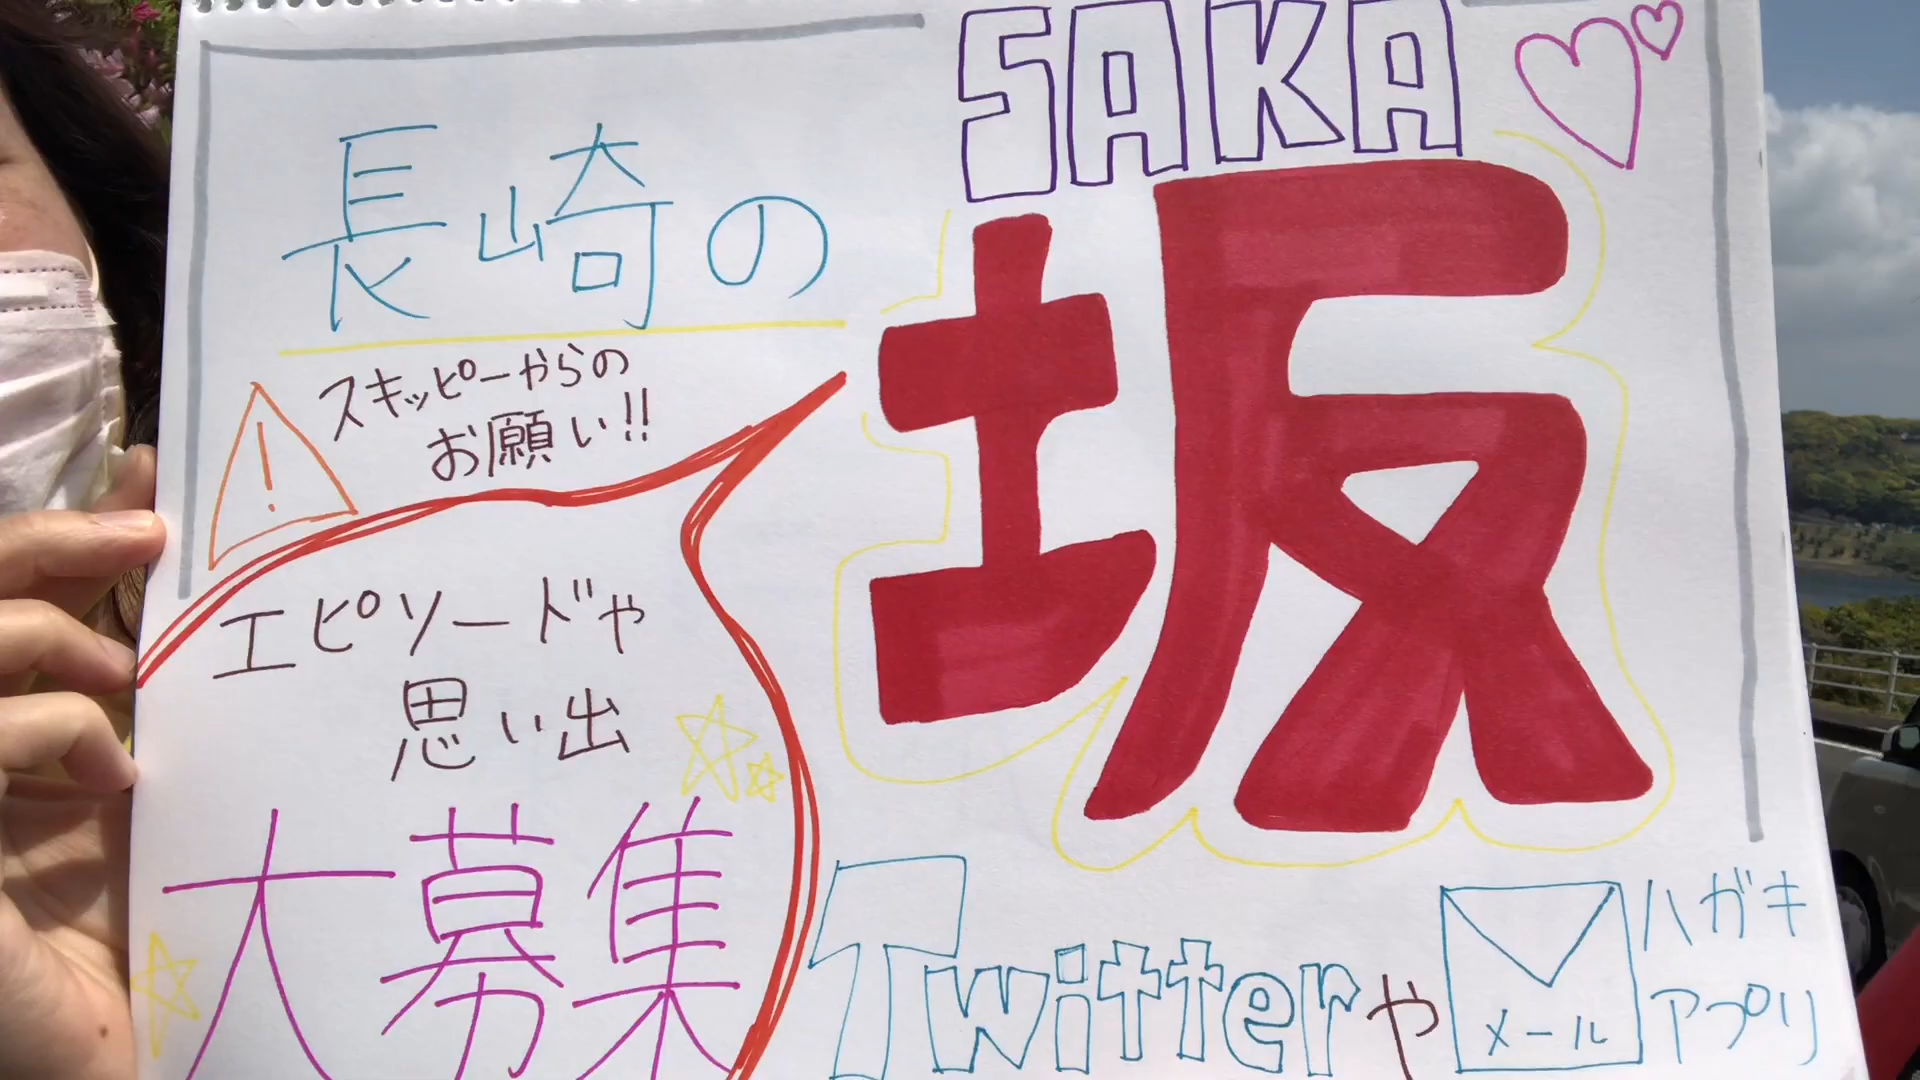 SAKA
長崎の
坂
スキッピーからの
お願い!!
エピソードや
思い出
大募集
Twitterや
メール
ハガキ
アプリ